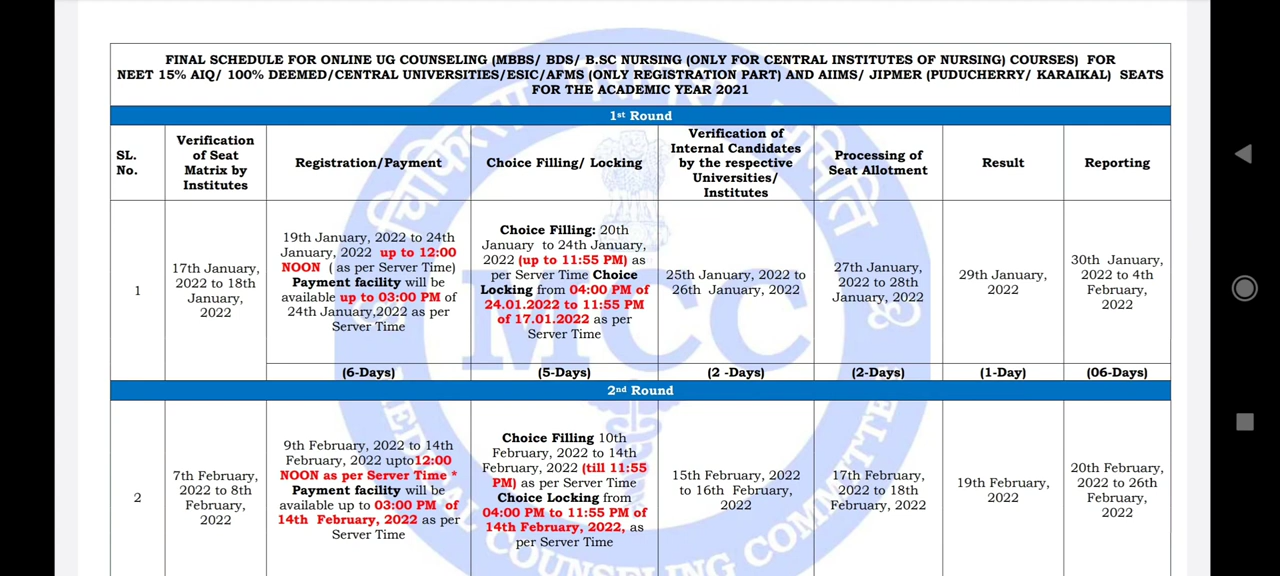 FINAL SCHEDULE FOR ONLINE UG COUNSELING (MBBS/ BDS/ B.SC NURSING (ONLY FOR CENTRAL INSTITUTES OF NURSING) COURSES) FOR
NEET 15% AIQ/ 100% DEEMED/CENTRAL UNIVERSITIES/ESIC/AFMS (ONLY REGISTRATION PART) AND AIIMS/ JIPMER (PUDUCHERRY/ KARAIKAL) SEATS
FOR THE ACADEMIC YEAR 2021
1st Round
SL.
No.
Verification
of Seat
Matrix by
Institutes
Registration/Payment
Choice Filling/ Locking
Verification of
Internal Candidates
by the respective
Universities/
Institutes
Processing of
Seat Allotment
Result
Reporting
1
17th January,
2022 to 18th
January,
2022
19th January, 2022 to 24th
January, 2022 up to 12:00
NOON ( as per Server Time)
Payment facility will be
available up to 03:00 PM of
24th January,2022 as per
Server Time
Choice Filling: 20th
January to 24th January,
2022 (up to 11:55 PM) as
per Server Time Choice
Locking from 04:00 PM of
24.01.2022 to 11:55 PM
of 17.01.2022 as per
Server Time
25th January, 2022 to
26th January, 2022
27th January,
2022 to 28th
January, 2022
29th January,
2022
30th January,
2022 to 4th
February,
2022
(6-Days)
(5-Days)
(2 -Days)
(2-Days)
(1-Day)
(06-Days)
2nd Round
2
7th February,
2022 to 8th
February,
2022
9th February, 2022 to 14th
February, 2022 upto12:00
NOON as per Server Time *
Payment facility will be
available up to 03:00 PM of
14th February, 2022 as per
Server Time
Choice Filling 10th
February, 2022 to 14th
February, 2022 (till 11:55
PM) as per Server Time
Choice Locking from
04:00 PM to 11:55 PM of
14th February, 2022, as
per Server Time
15th February, 2022
to 16th February,
2022
17th February,
2022 to 18th
February, 2022
19th February,
2022
20th February,
2022 to 26th
February,
2022
MCC
COUNSELING COMMITTE